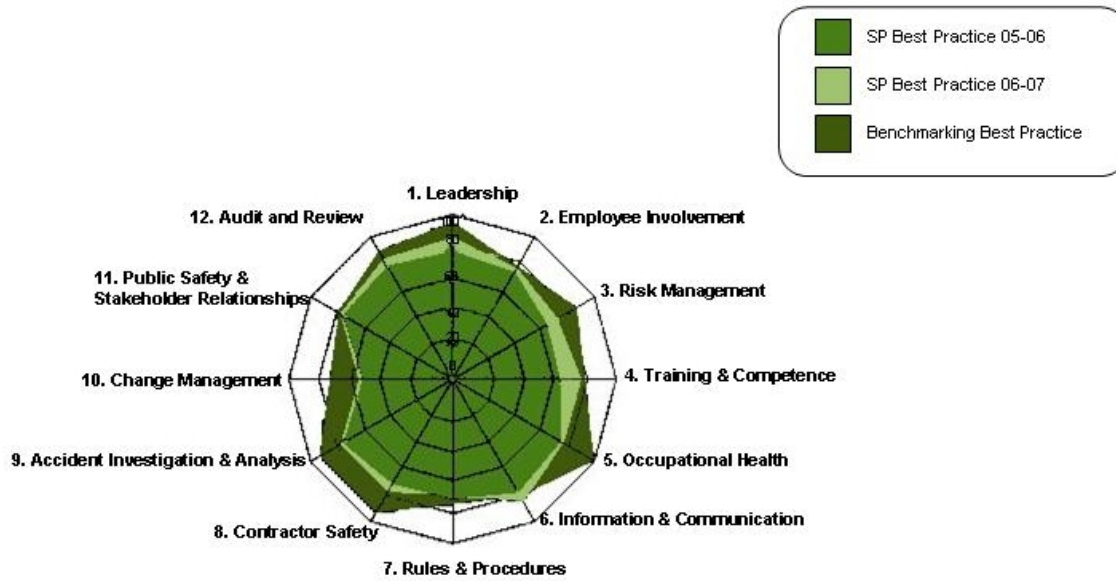 SP Best Practice 05-06
SP Best Practice 06-07
Benchmarking Best Practice
1. Leadership
12. Audit and Review
2. Employee Involvement
11. Public Safety &
Stakeholder Relationships
3. Risk Management
10. Change Management
4. Training & Competence
9. Accident Investigation & Analysis
5. Occupational Health
8. Contractor Safety
6. Information & Communication
7. Rules & Procedures